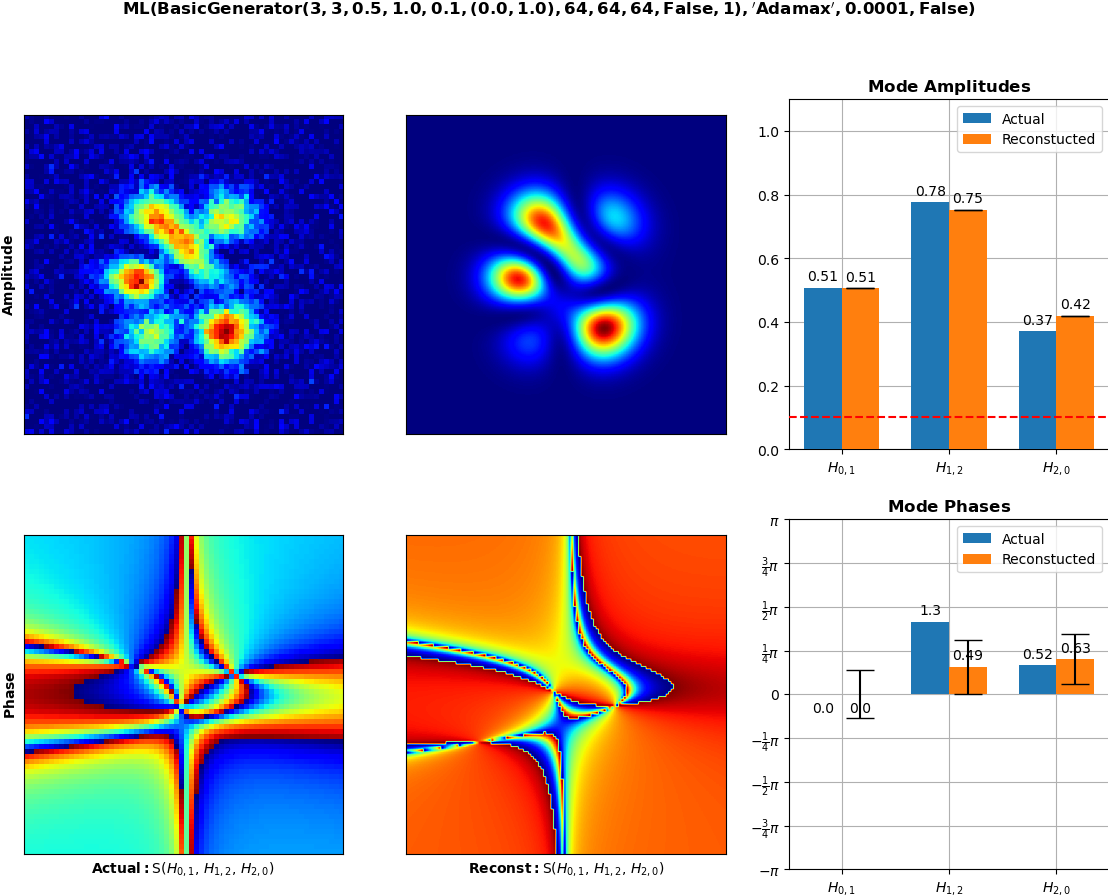 ML(BasicGenerator(3, 3, 0.5, 1.0, 0.1, (0.0, 1.0), 64, 64, 64, False, 1), 'Adamax', 0.0001, False)
Amplitude
Mode Amplitudes
Actual
Reconstucted
1.0
0.8
0.6
0.4
0.2
0.0
0.51
0.51
0.78
0.75
0.37
0.42
H0,1
H1,2
H2,0
Phase
Actual: S(H0,1, H1,2, H2,0)
Reconst: S(H0,1, H1,2, H2,0)
Mode Phases
Actual
Reconstucted
π
3/4π
1/2π
1/4π
0
−1/4π
−1/2π
−3/4π
−π
0.0
0.0
1.3
0.49
0.52
0.63
H0,1
H1,2
H2,0